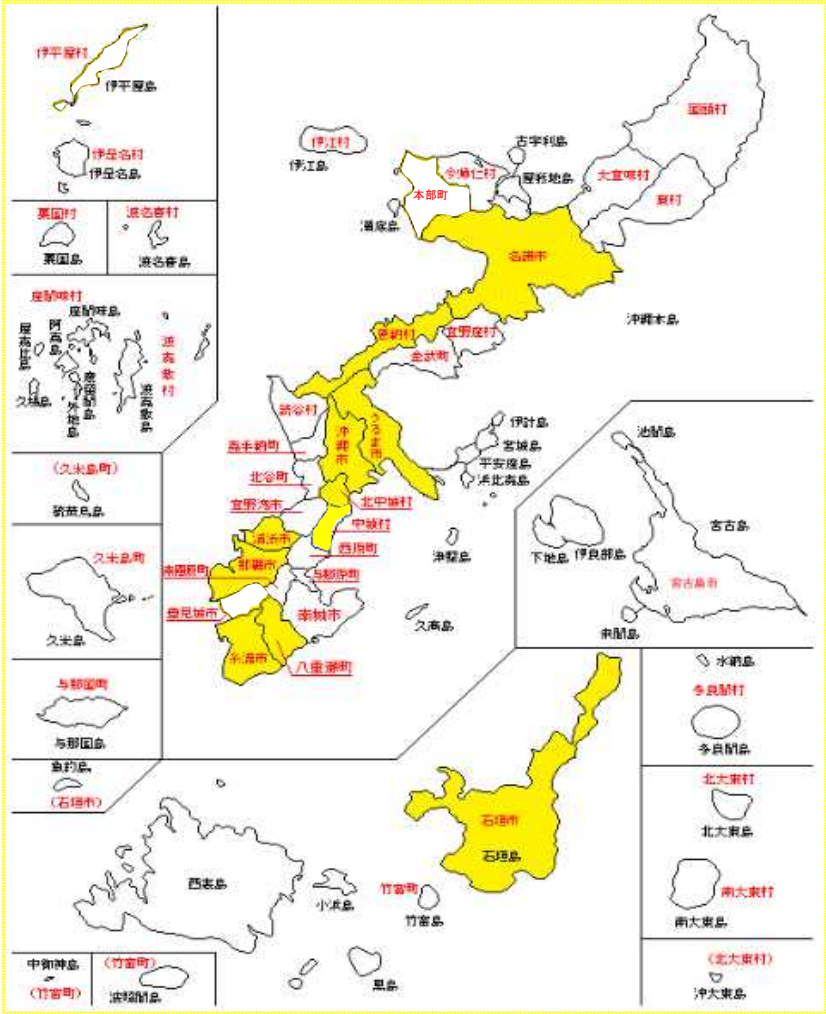 伊平屋村
伊平屋島
伊是名村
伊是名島
粟国村
粟国島
渡名喜村
渡名喜島
座間味村
座間味島
屋嘉比島
阿嘉島
久場島
外地島
慶留間島
渡嘉敷村
渡嘉敷島
(久米島町)
硫黄鳥島
久米島町
久米島
与那国町
与那国島
魚釣島
(石垣市)
伊江村
伊江島
古宇利島
屋我地島
今帰仁村
本部町
瀬底島
国頭村
大宜味村
東村
名護市
沖縄本島
恩納村
宜野座村
金武町
読谷村
沖縄市
うるま市
嘉手納町
北谷町
宜野湾市
北中城村
中城村
浦添市
西原町
那覇市
与那原町
南風原町
豊見城市
南城市
糸満市
八重瀬町
伊計島
宮城島
平安座島
浜比嘉島
津堅島
久高島
池間島
宮古島
下地島
伊良部島
宮古島市
来間島
水納島
多良間村
多良間島
北大東村
北大東島
南大東村
南大東島
(北大東村)
沖大東島
石垣市
石垣島
西表島
小浜島
竹富町
竹富島
黒島
中御神島
(竹富町)
(竹富町)
波照間島